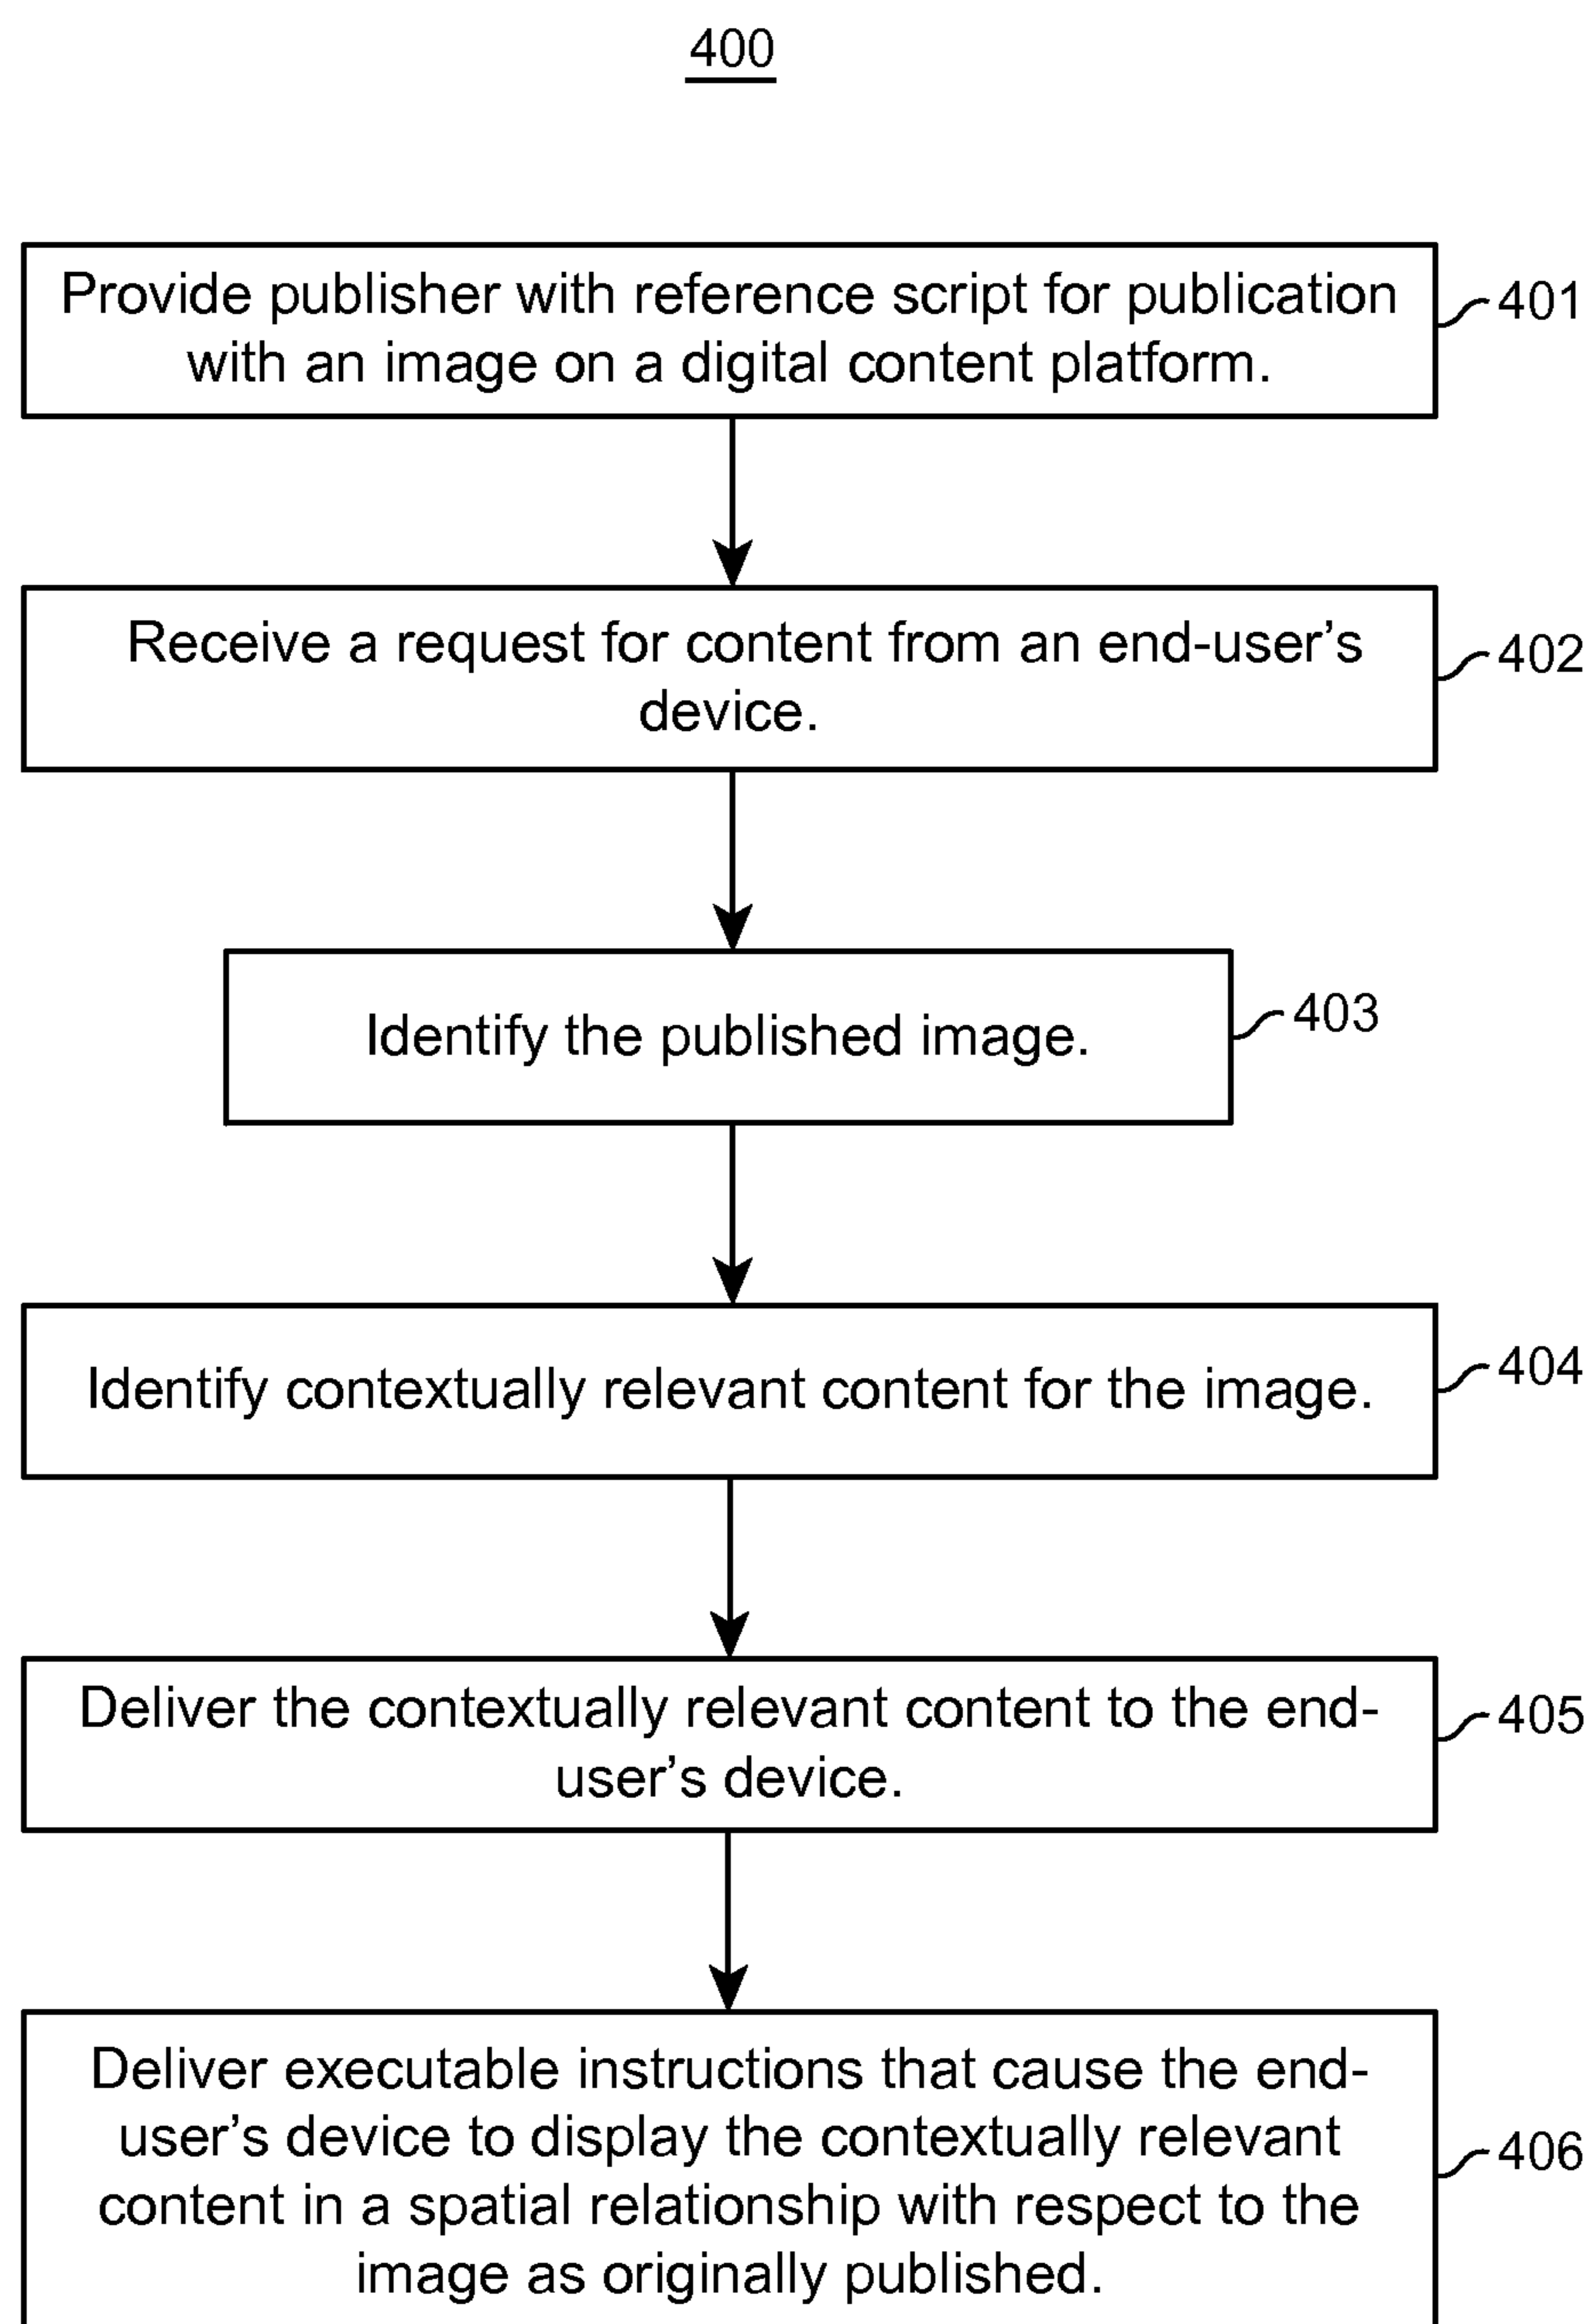 400
Provide publisher with reference script for publication
with an image on a digital content platform.
401
Receive a request for content from an end-user’s
device.
402
Identify the published image.
403
Identify contextually relevant content for the image.
404
Deliver the contextually relevant content to the end-
user’s device.
405
Deliver executable instructions that cause the end-
user’s device to display the contextually relevant
content in a spatial relationship with respect to the
image as originally published.
406